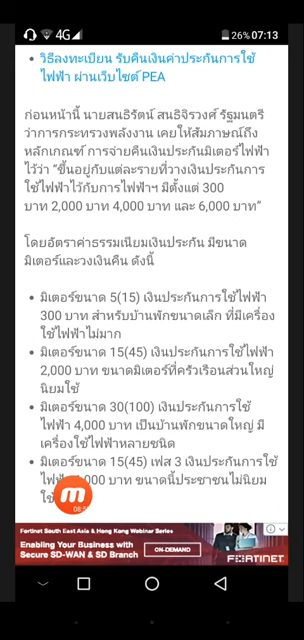 4G
26% 07:13
วิธีลงทะเบียน รับคืนเงินค่าประกันการใช้
ไฟฟ้า ผ่านเว็บไซต์ PEA
ก่อนหน้านี้ นายสนธิรัตน์ สนธิจิรวงศ์ รัฐมนตรี
ว่าการกระทรวงพลังงาน เคยให้สัมภาษณ์ถึง
หลักเกณฑ์ การจ่ายคืนเงินประกันมิเตอร์ไฟฟ้า
ไว้ว่า "ขึ้นอยู่กับแต่ละรายที่วางเงินประกันการ
ใช้ไฟฟ้าไว้กับการไฟฟ้าฯ มีตั้งแต่ 300
บาท 2,000 บาท 4,000 บาท และ 6,000 บาท"
โดยอัตราค่าธรรมเนียมเงินประกัน มีขนาด
มิเตอร์และวงเงินคืน ดังนี้
มิเตอร์ขนาด 5(15) เงินประกันการใช้ไฟฟ้า
300 บาท สำหรับบ้านพักขนาดเล็ก ที่มีเครื่อง
ใช้ไฟฟ้าไม่มาก
มิเตอร์ขนาด 15(45) เงินประกันการใช้ไฟฟ้า
2,000 บาท ขนาดมิเตอร์ที่ครัวเรือนส่วนใหญ่
นิยมใช้
มิเตอร์ขนาด 30(100) เงินประกันการใช้
ไฟฟ้า 4,000 บาท เป็นบ้านพักขนาดใหญ่ มี
เครื่องใช้ไฟฟ้าหลายชนิด
มิเตอร์ขนาด 15(45) เฟส 3 เงินประกันการใช้
000 บาท ขนาดนี้ประชาชนไม่นิยม
Fortinet South East Asia & Hong Kong Webinar Series
Enabling Your Business with
Secure SD-WAN & SD Branch
ON-DEMAND
FORTINET